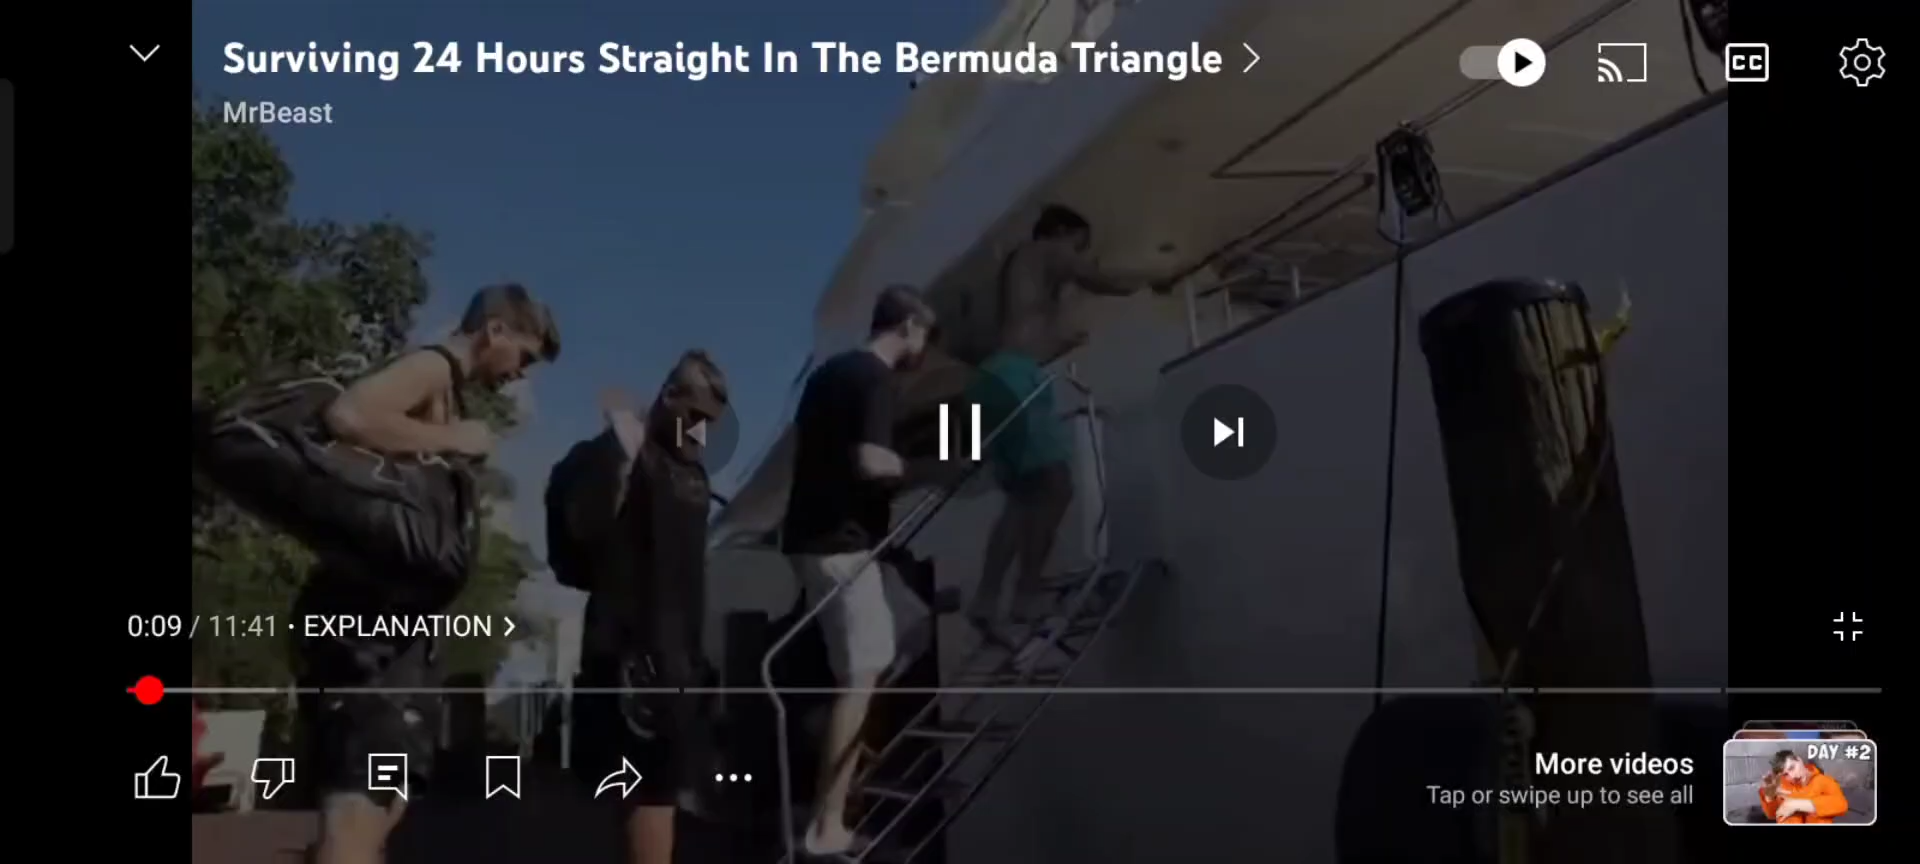 Surviving 24 Hours Straight In The Bermuda Triangle
MrBeast
CC
0:09 / 11:41 · EXPLANATION
More videos
Tap or swipe up to see all
DAY #2